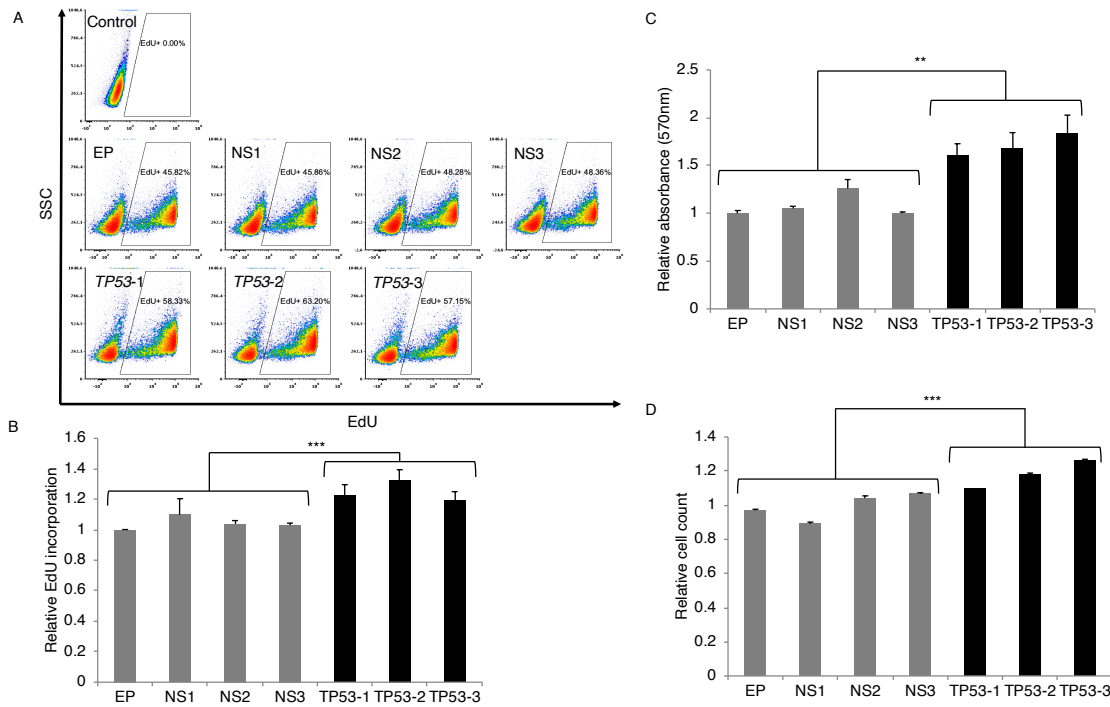 A
Control
EdU+ 0.00%
EP
EdU+ 45.82%
NS1
EdU+ 45.86%
NS2
EdU+ 48.28%
NS3
EdU+ 48.36%
TP53-1
EdU+ 58.33%
TP53-2
EdU+ 63.20%
TP53-3
EdU+ 57.15%
SSC
EdU
B
Relative EdU incorporation
1.6
1.4
1.2
1
0.8
0.6
0.4
0.2
0
***
EP NS1 NS2 NS3 TP53-1 TP53-2 TP53-3
C
Relative absorbance (570nm)
2.5
2
1.5
1
0.5
0
**
EP NS1 NS2 NS3 TP53-1 TP53-2 TP53-3
D
Relative cell count
1.4
1.2
1
0.8
0.6
0.4
0.2
0
***
EP NS1 NS2 NS3 TP53-1 TP53-2 TP53-3